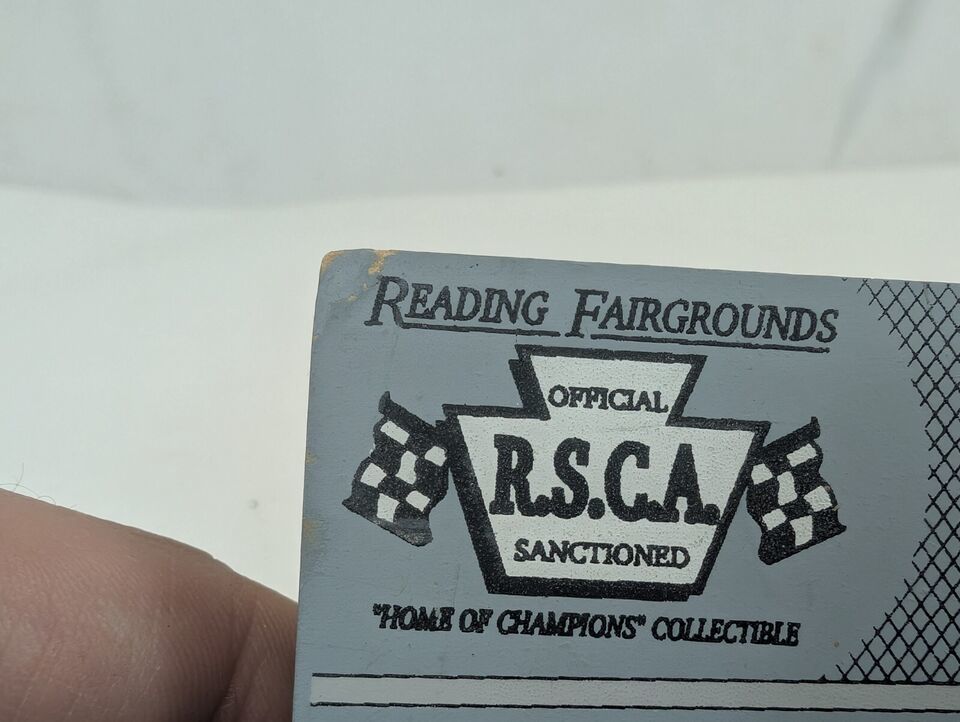 READING FAIRGROUNDS
OFFICIAL
R.S.C.A.
SANCTIONED
"HOME OF CHAMPIONS" COLLECTIBLE